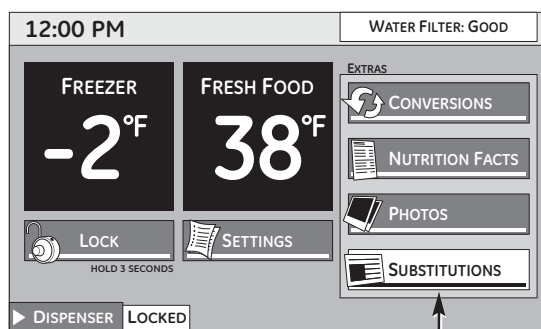 12:00 PM
WATER FILTER: GOOD
FREEZER
-2°F
FRESH FOOD
38°F
EXTRAS
CONVERSIONS
NUTRITION FACTS
PHOTOS
SUBSTITUTIONS
LOCK
HOLD 3 SECONDS
SETTINGS
DISPENSER LOCKED